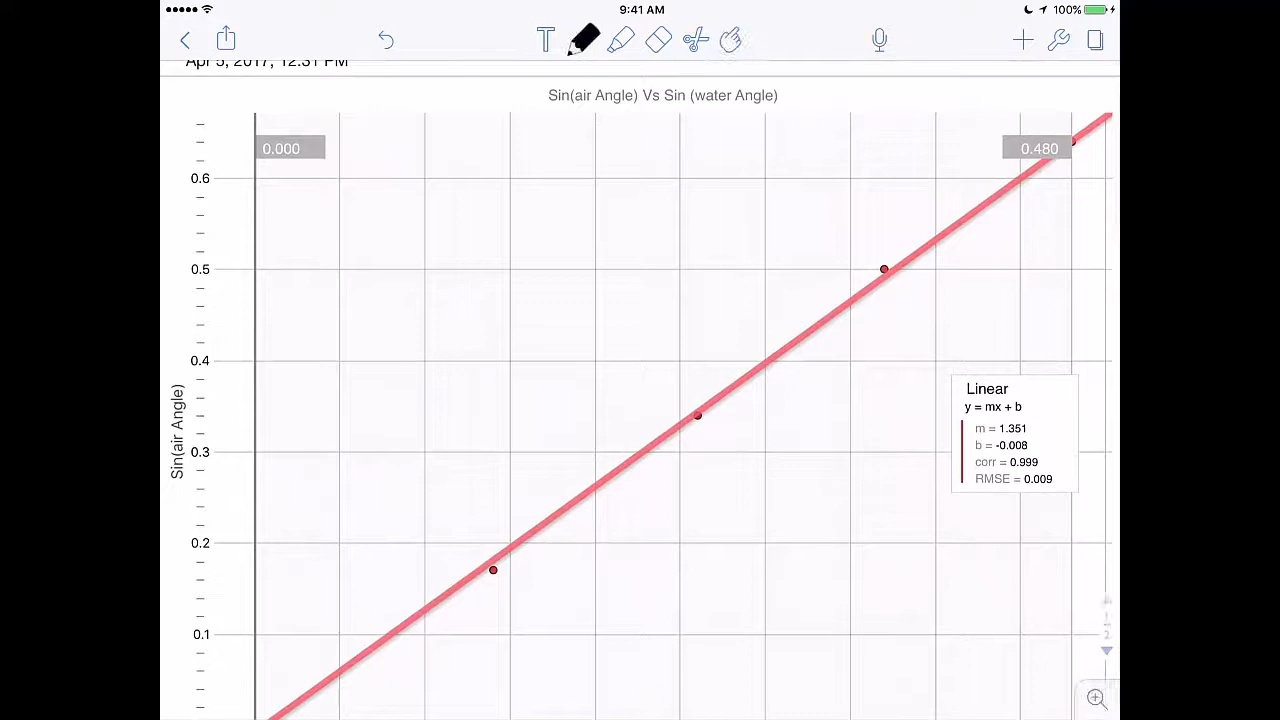 9:41 AM
100%
T
Apr 5, 2017, 12:31 PM
Sin(air Angle) Vs Sin (water Angle)
0.000
0.480
0.6
0.5
0.4
Sin(air Angle)
0.3
0.2
0.1
Linear
y = mx + b
m = 1.351
b = -0.008
corr = 0.999
RMSE = 0.009
1
2